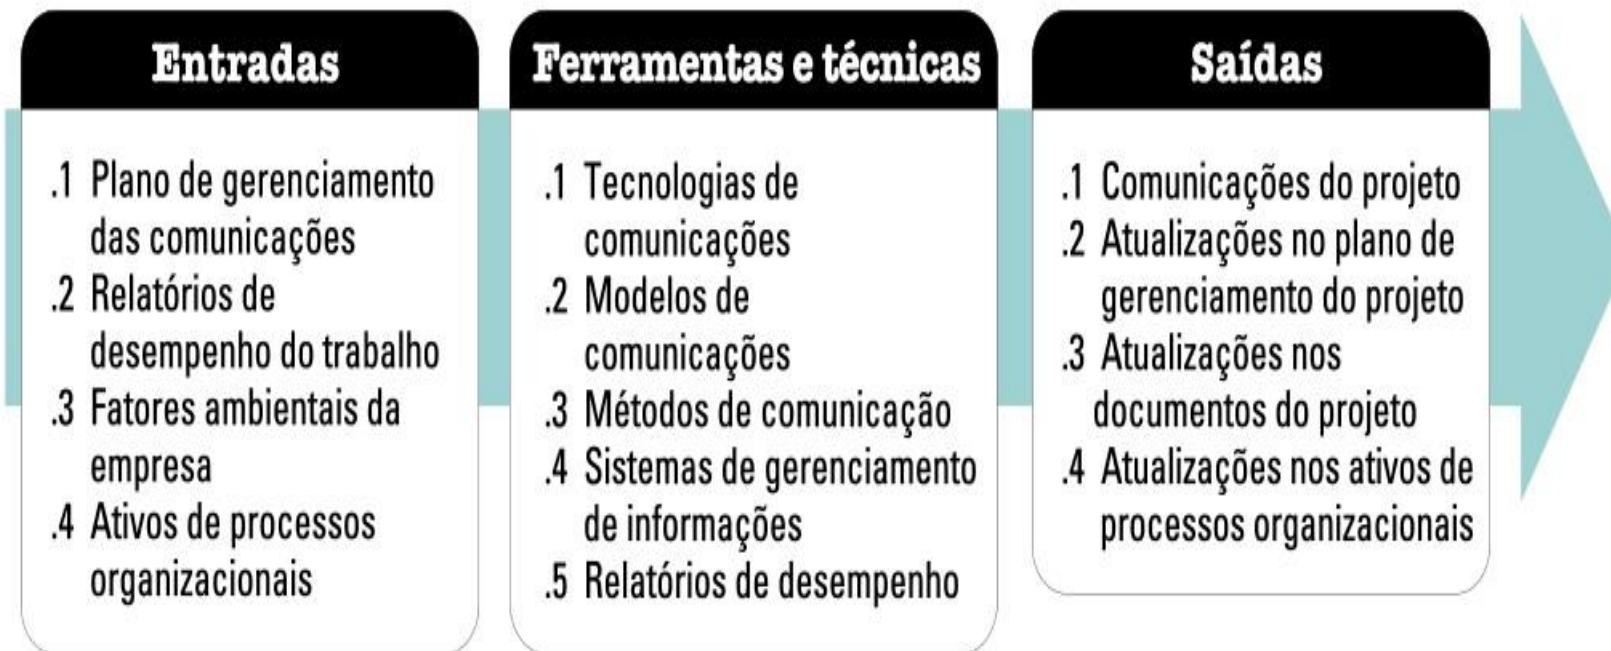 Entradas
.1 Plano de gerenciamento
das comunicações
.2 Relatórios de
desempenho do trabalho
.3 Fatores ambientais da
empresa
.4 Ativos de processos
organizacionais
Ferramentas e técnicas
.1 Tecnologias de
comunicações
.2 Modelos de
comunicações
.3 Métodos de comunicação
.4 Sistemas de gerenciamento
de informações
.5 Relatórios de desempenho
Saídas
.1 Comunicações do projeto
.2 Atualizações no plano de
gerenciamento do projeto
.3 Atualizações nos
documentos do projeto
.4 Atualizações nos ativos de
processos organizacionais